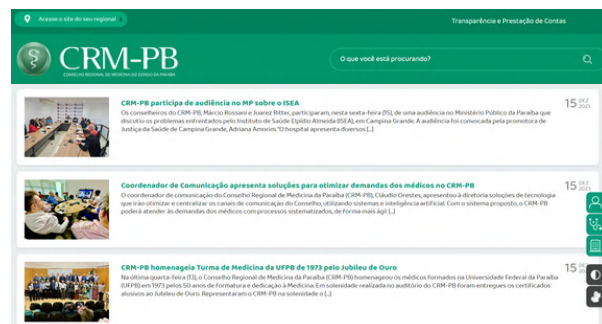 Acesse o site do seu regional
Transparência e Prestação de Contas
CRM-PB
CONSELHO REGIONAL DE MEDICINA DO ESTADO DA PARAÍBA
O que você está procurando?
CRM-PB participa de audiência no MP sobre o ISEA
15 DEZ 2023
Os conselheiros do CRM-PB, Márcio Rossani e Juarez Ritter, participaram, nesta sexta-feira (15), de uma audiência no Ministério Público da Paraíba que
discutiu os problemas enfrentados pelo Instituto de Saúde Elpídio Almeida (ISEA), em Campina Grande. A audiência foi convocada pela promotora de
Justiça da Saúde de Campina Grande, Adriana Amorim. "O hospital apresenta diversos [...]
Coordenador de Comunicação apresenta soluções para otimizar demandas dos médicos no CRM-PB
15 DEZ 2023
O coordenador de comunicação do Conselho Regional de Medicina da Paraíba (CRM-PB), Cláudio Orestes, apresentou à diretoria soluções de tecnologia
que irão otimizar e centralizar os canais de comunicação do Conselho, utilizando sistemas e inteligência artificial. Com o sistema proposto, o CRM-PB
poderá atender às demandas dos médicos com processos sistematizados, de forma mais ágil [...]
CRM-PB homenageia Turma de Medicina da UFPB de 1973 pelo Jubileu de Ouro
15 DEZ
Na última quarta-feira (13), o Conselho Regional de Medicina da Paraíba (CRM-PB) homenageou os médicos formados na Universidade Federal da Paraíba
(UFPB) em 1973 pelos 50 anos de formatura e dedicação à Medicina. Em solenidade realizada no auditório do CRM-PB foram entregues os certificados
alusivos ao Jubileu de Ouro. Representaram o CRM-PB na solenidade o [...]